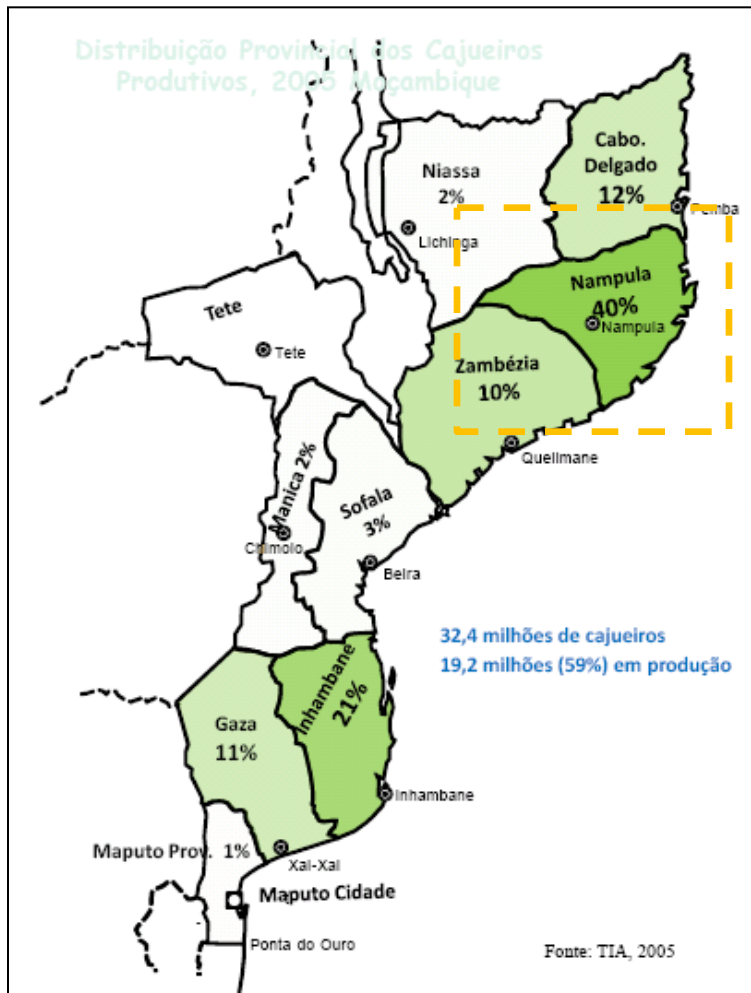 Distribuição Provincial dos Cajueiros
Produtivos, 2005 Moçambique
Cabo.
Delgado
12%
Niassa
2%
Pemba
Lichinga
Nampula
40%
Nampula
Tete
Tete
Zambézia
10%
Quelimane
Manica 2%
Sofala
3%
Chimoio
Beira
32,4 milhões de cajueiros
19,2 milhões (59%) em produção
Inhambane
21%
Gaza
11%
Inhambane
Maputo Prov. 1%
Xai-Xai
Maputo Cidade
Ponta do Ouro
Fonte: TIA, 2005